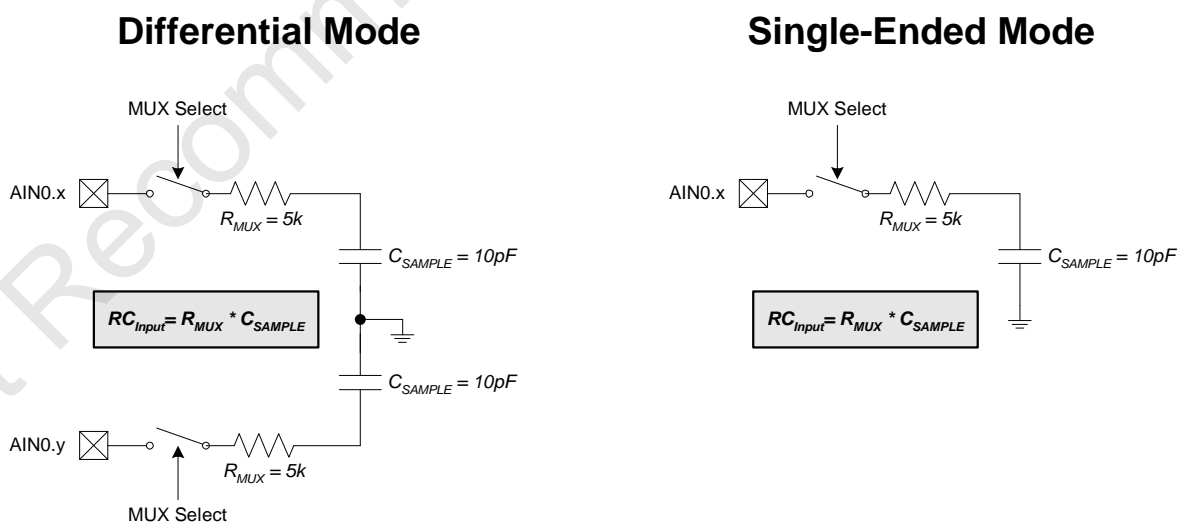 Differential Mode
MUX Select
AIN0.x
R_MUX = 5k
C_SAMPLE = 10pF
RC_Input= R_MUX * C_SAMPLE
C_SAMPLE = 10pF
AIN0.y
R_MUX = 5k
MUX Select
Single-Ended Mode
MUX Select
AIN0.x
R_MUX = 5k
C_SAMPLE = 10pF
RC_Input= R_MUX * C_SAMPLE